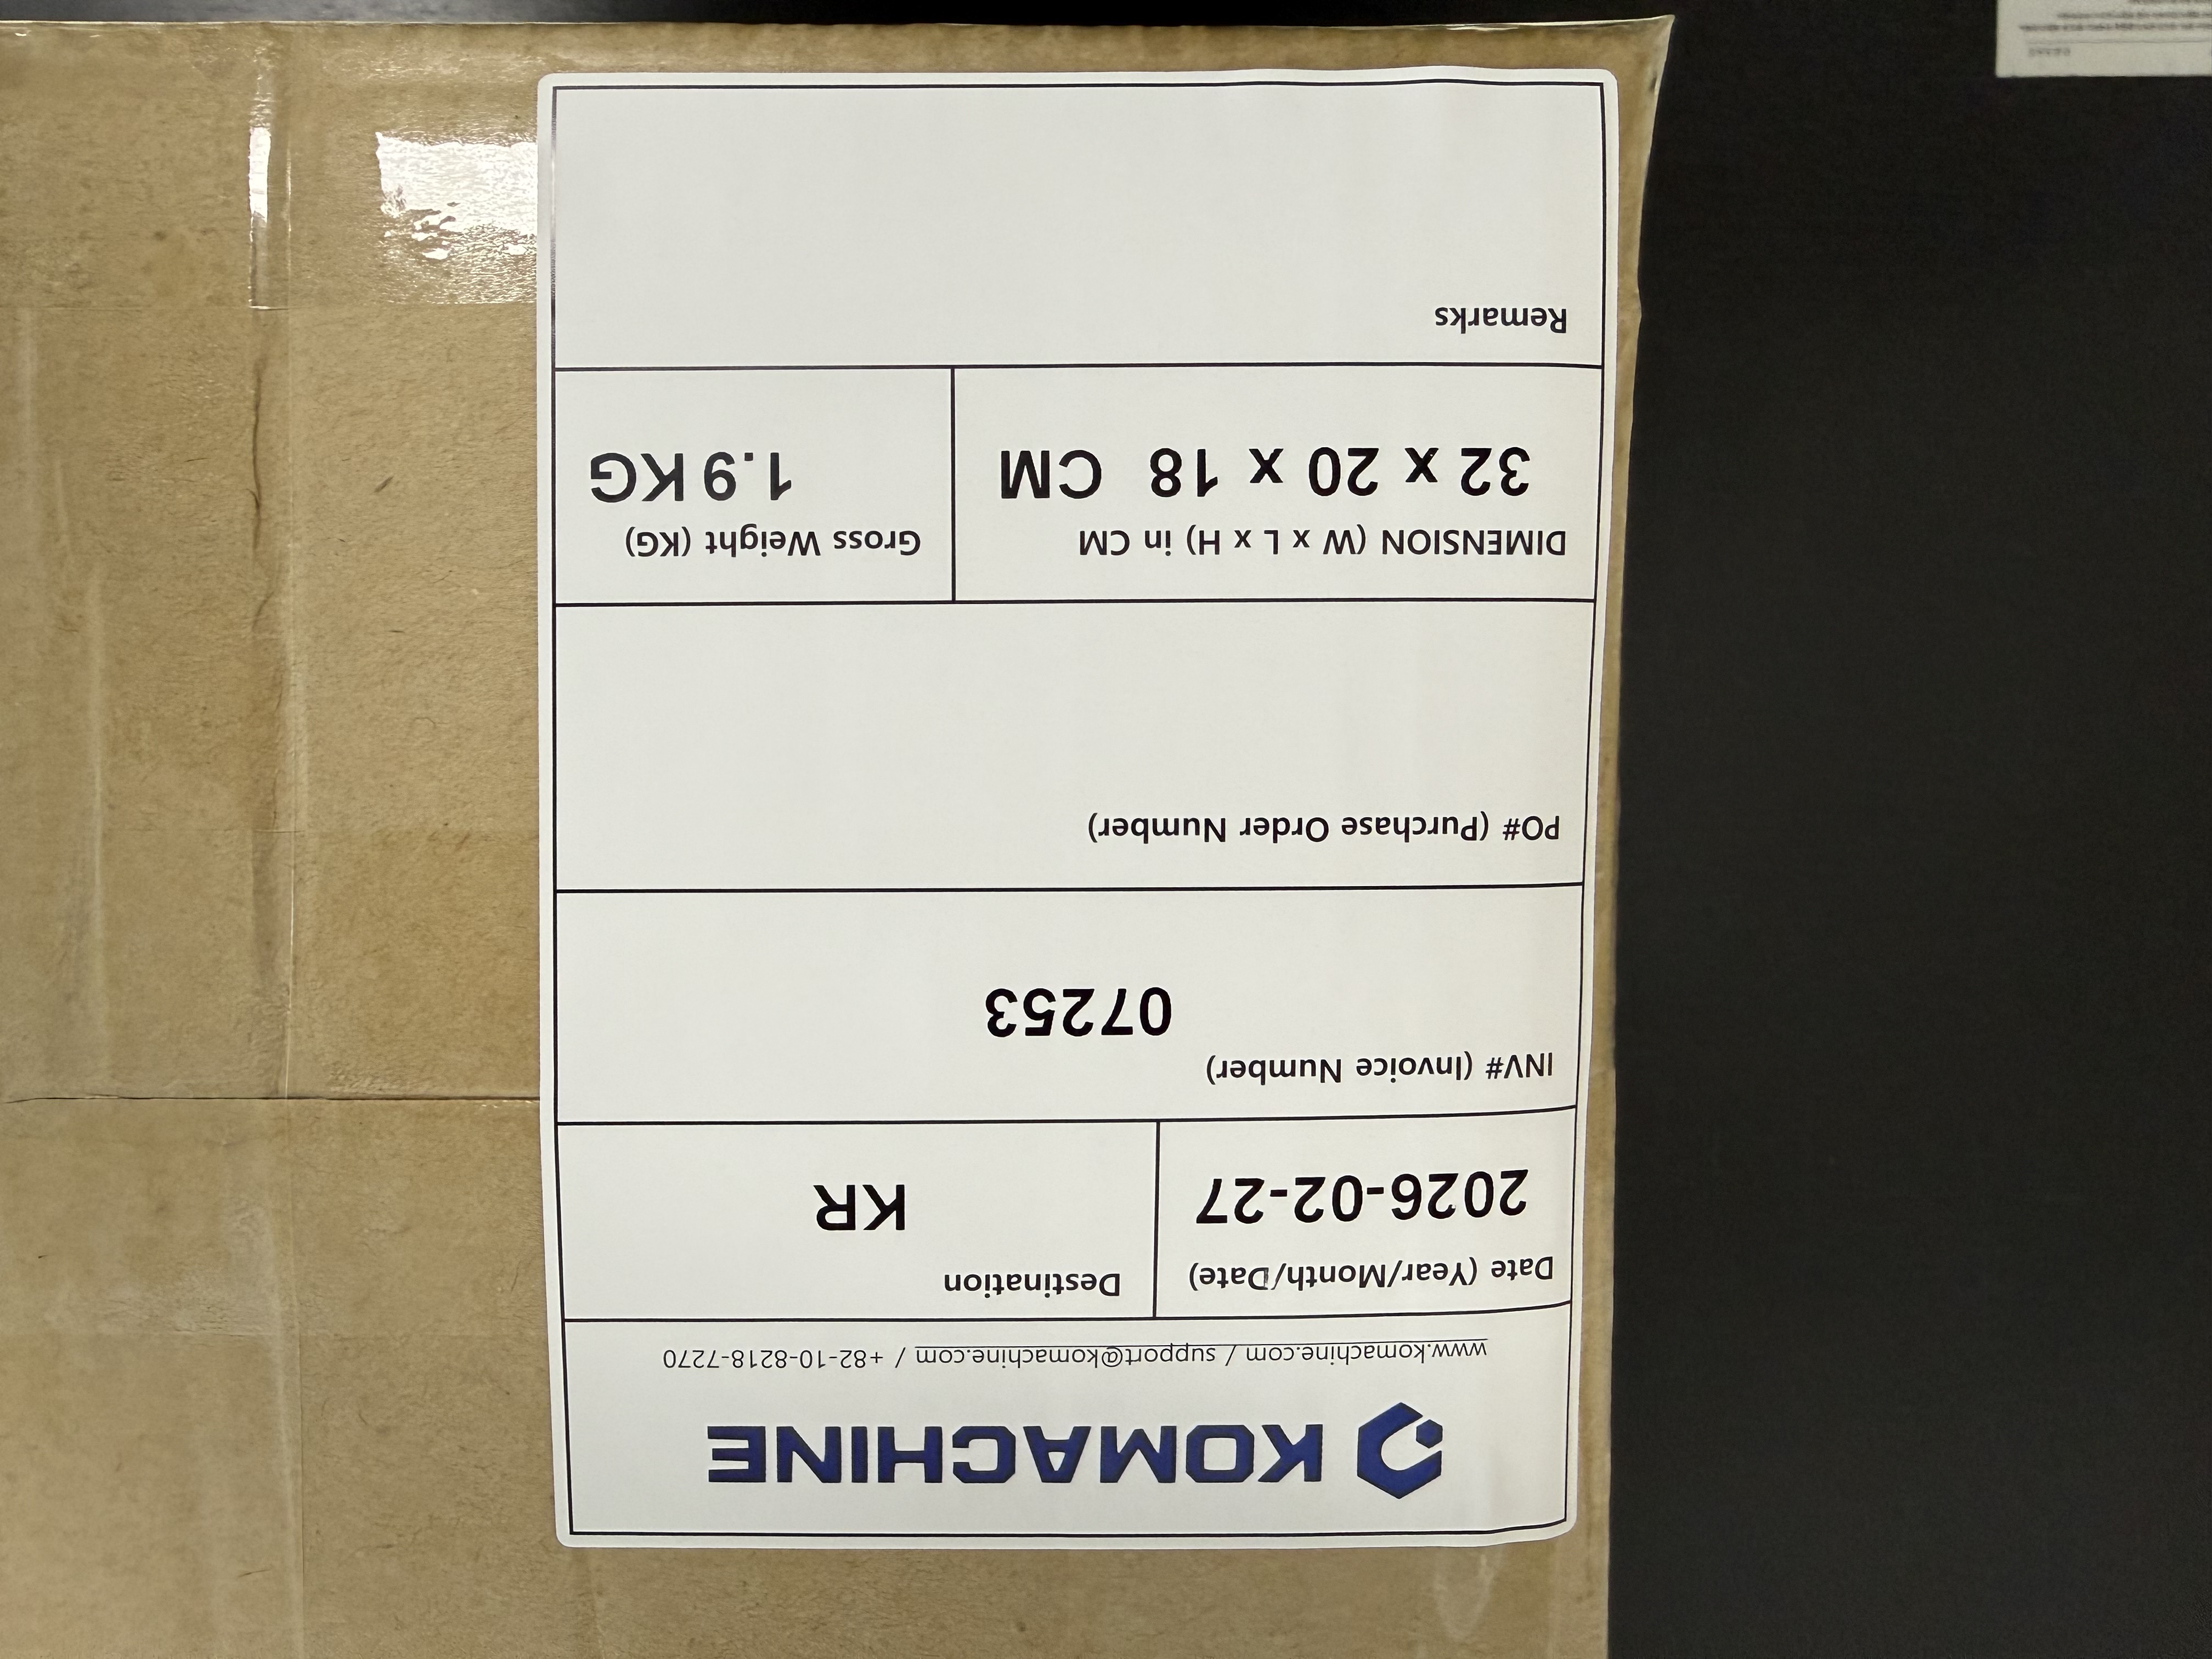 KOMACHINE
www.komachine.com / support@komachine.com / +82-10-8218-7270
Date (Year/Month/Date)
2026-02-27
Destination
KR
INV# (Invoice Number)
07253
PO# (Purchase Order Number)
DIMENSION (W x L x H) in CM
32 x 20 x 18 CM
Gross Weight (KG)
1.9 KG
Remarks